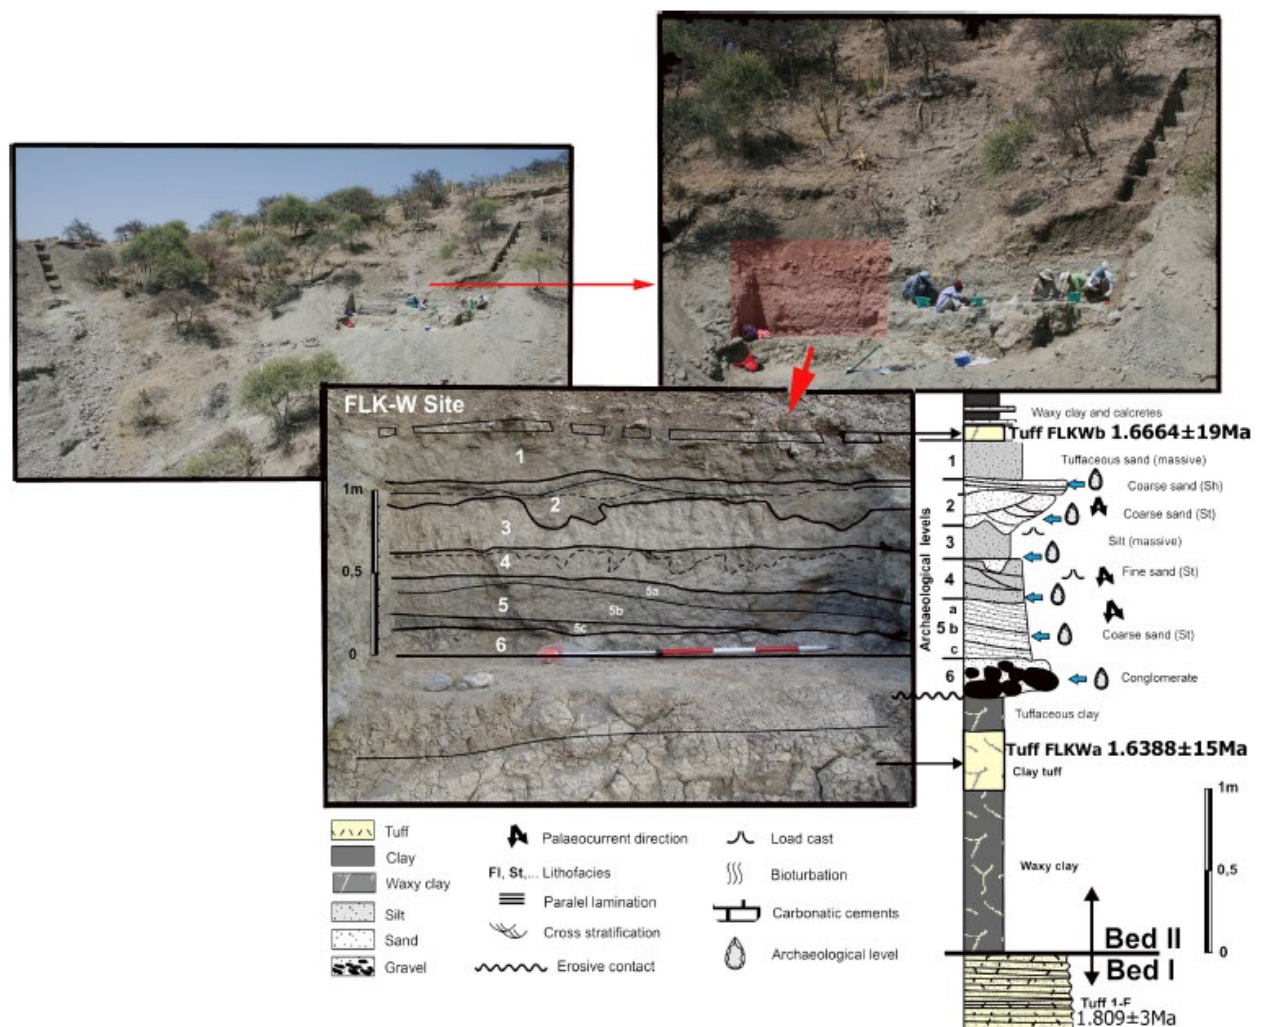 FLK-W Site
1
2
3
4
5
5a
5b
5c
6
1m
0,5
0
Waxy clay and calcretes
Tuff FLKWb 1.6664±19Ma
1
Tuffaceous sand (massive)
Coarse sand (Sh)
2
Coarse sand (St)
3
Silt (massive)
4
Fine sand (St)
a
5 b
c
Coarse sand (St)
6
Conglomerate
Archaeological levels
Tuffaceous clay
Tuff FLKWa 1.6388±15Ma
Clay tuff
1m
0,5
0
Waxy clay
Bed II
Bed I
Tuff 1-F
1.809±3Ma
Tuff
Clay
Waxy clay
Silt
Sand
Gravel
Palaeocurrent direction
Fl, St,... Lithofacies
Paralel lamination
Cross stratification
Erosive contact
Load cast
Bioturbation
Carbonatic cements
Archaeological level